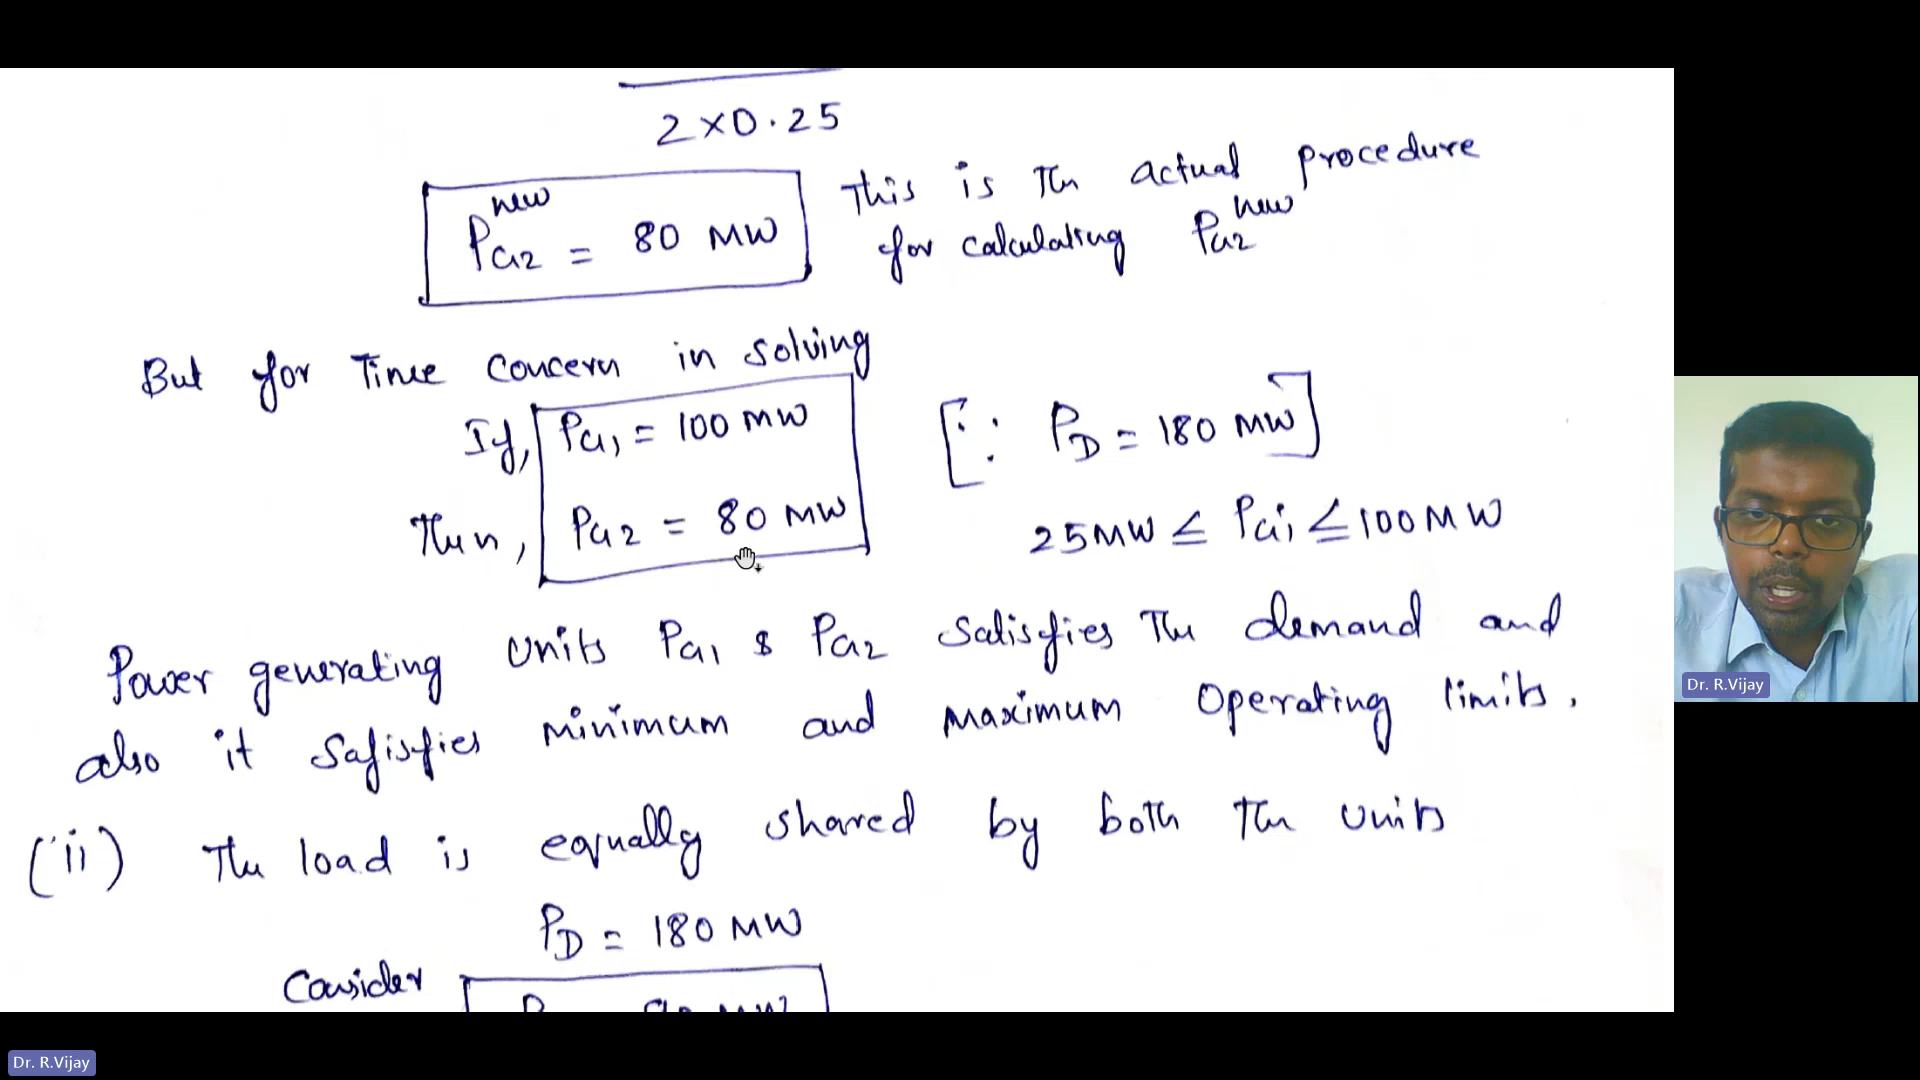 2×0.25
P_G2^new = 80 MW This is the actual procedure
for calculating P_G2^new
But for Time concern in solving
If, P_G1 = 100 MW [∵ P_D = 180 MW]
Then, P_G2 = 80 MW 25MW ≤ P_Gi ≤ 100 MW
Power generating units P_G1 & P_G2 satisfies the demand and
also it satisfies minimum and maximum operating limits.
(ii) The load is equally shared by both the units
P_D = 180 MW
Consider
Dr. R.Vijay
Dr. R.Vijay